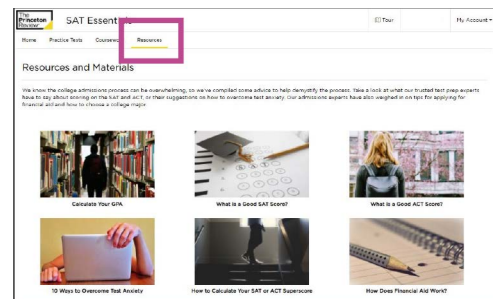 The
Princeton
Review
SAT Essentials
Tour
My Account
Home
Practice Tests
Coursework
Resources
Resources and Materials
We know the college admissions process can be overwhelming, so we've compiled some advice to help demystify the process. Take a look at what our trusted test prep experts
have to say about scoring on the SAT and ACT, or their suggestions on how to overcome test anxiety. Our admissions experts have also weighed in on tips for applying for
financial aid and how to choose a college major.
Calculate Your GPA
What is a Good SAT Score?
What is a Good ACT Score?
10 Ways to Overcome Test Anxiety
How to Calculate Your SAT or ACT Superscore
How Does Financial Aid Work?